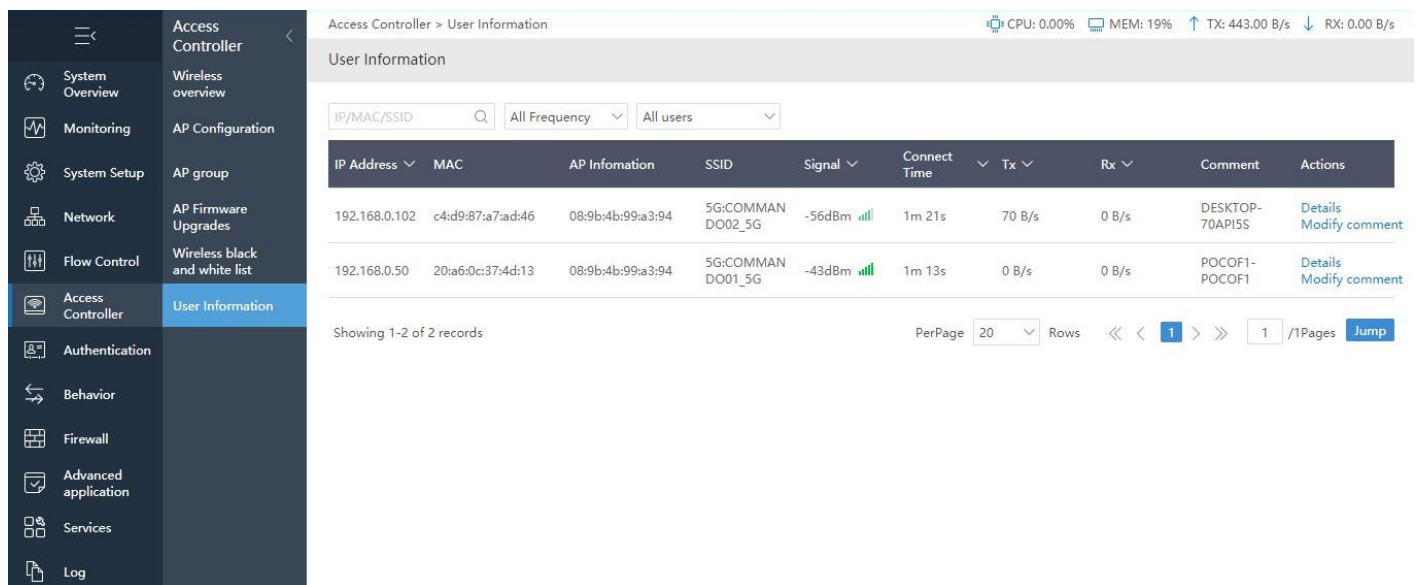 Access Controller
Access Controller > User Information
CPU: 0.00%
MEM: 19%
TX: 443.00 B/s
RX: 0.00 B/s
User Information
System
Overview
Monitoring
System Setup
Network
Flow Control
Access
Controller
Authentication
Behavior
Firewall
Advanced
application
Services
Log
Wireless
overview
AP Configuration
AP group
AP Firmware
Upgrades
Wireless black
and white list
User Information
IP/MAC/SSID
All Frequency
All users
IP Address MAC AP Infomation SSID Signal Connect Time Tx Rx Comment Actions
192.168.0.102 c4:d9:87:a7:ad:46 08:9b:4b:99:a3:94 5G:COMMAN -56dBm 1m 21s 70 B/s 0 B/s DESKTOP- Details
DO02_5G 70API5S Modify comment
192.168.0.50 20:a6:0c:37:4d:13 08:9b:4b:99:a3:94 5G:COMMAN -43dBm 1m 13s 0 B/s 0 B/s POCOF1- Details
DO01_5G POCOF1 Modify comment
Showing 1-2 of 2 records
PerPage 20 Rows 1 1 /1Pages Jump